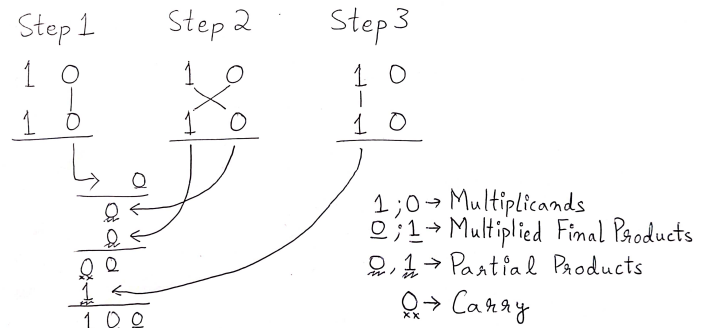 Step 1 Step 2 Step 3
1 0 1 0 1 0
1 0 1 0 1 0
0
0
0
0 0
1
1 0 0
1 ; 0 → Multiplicands
0 ; 1 → Multiplied Final Products
0, 1 → Partial Products
0 → Carry